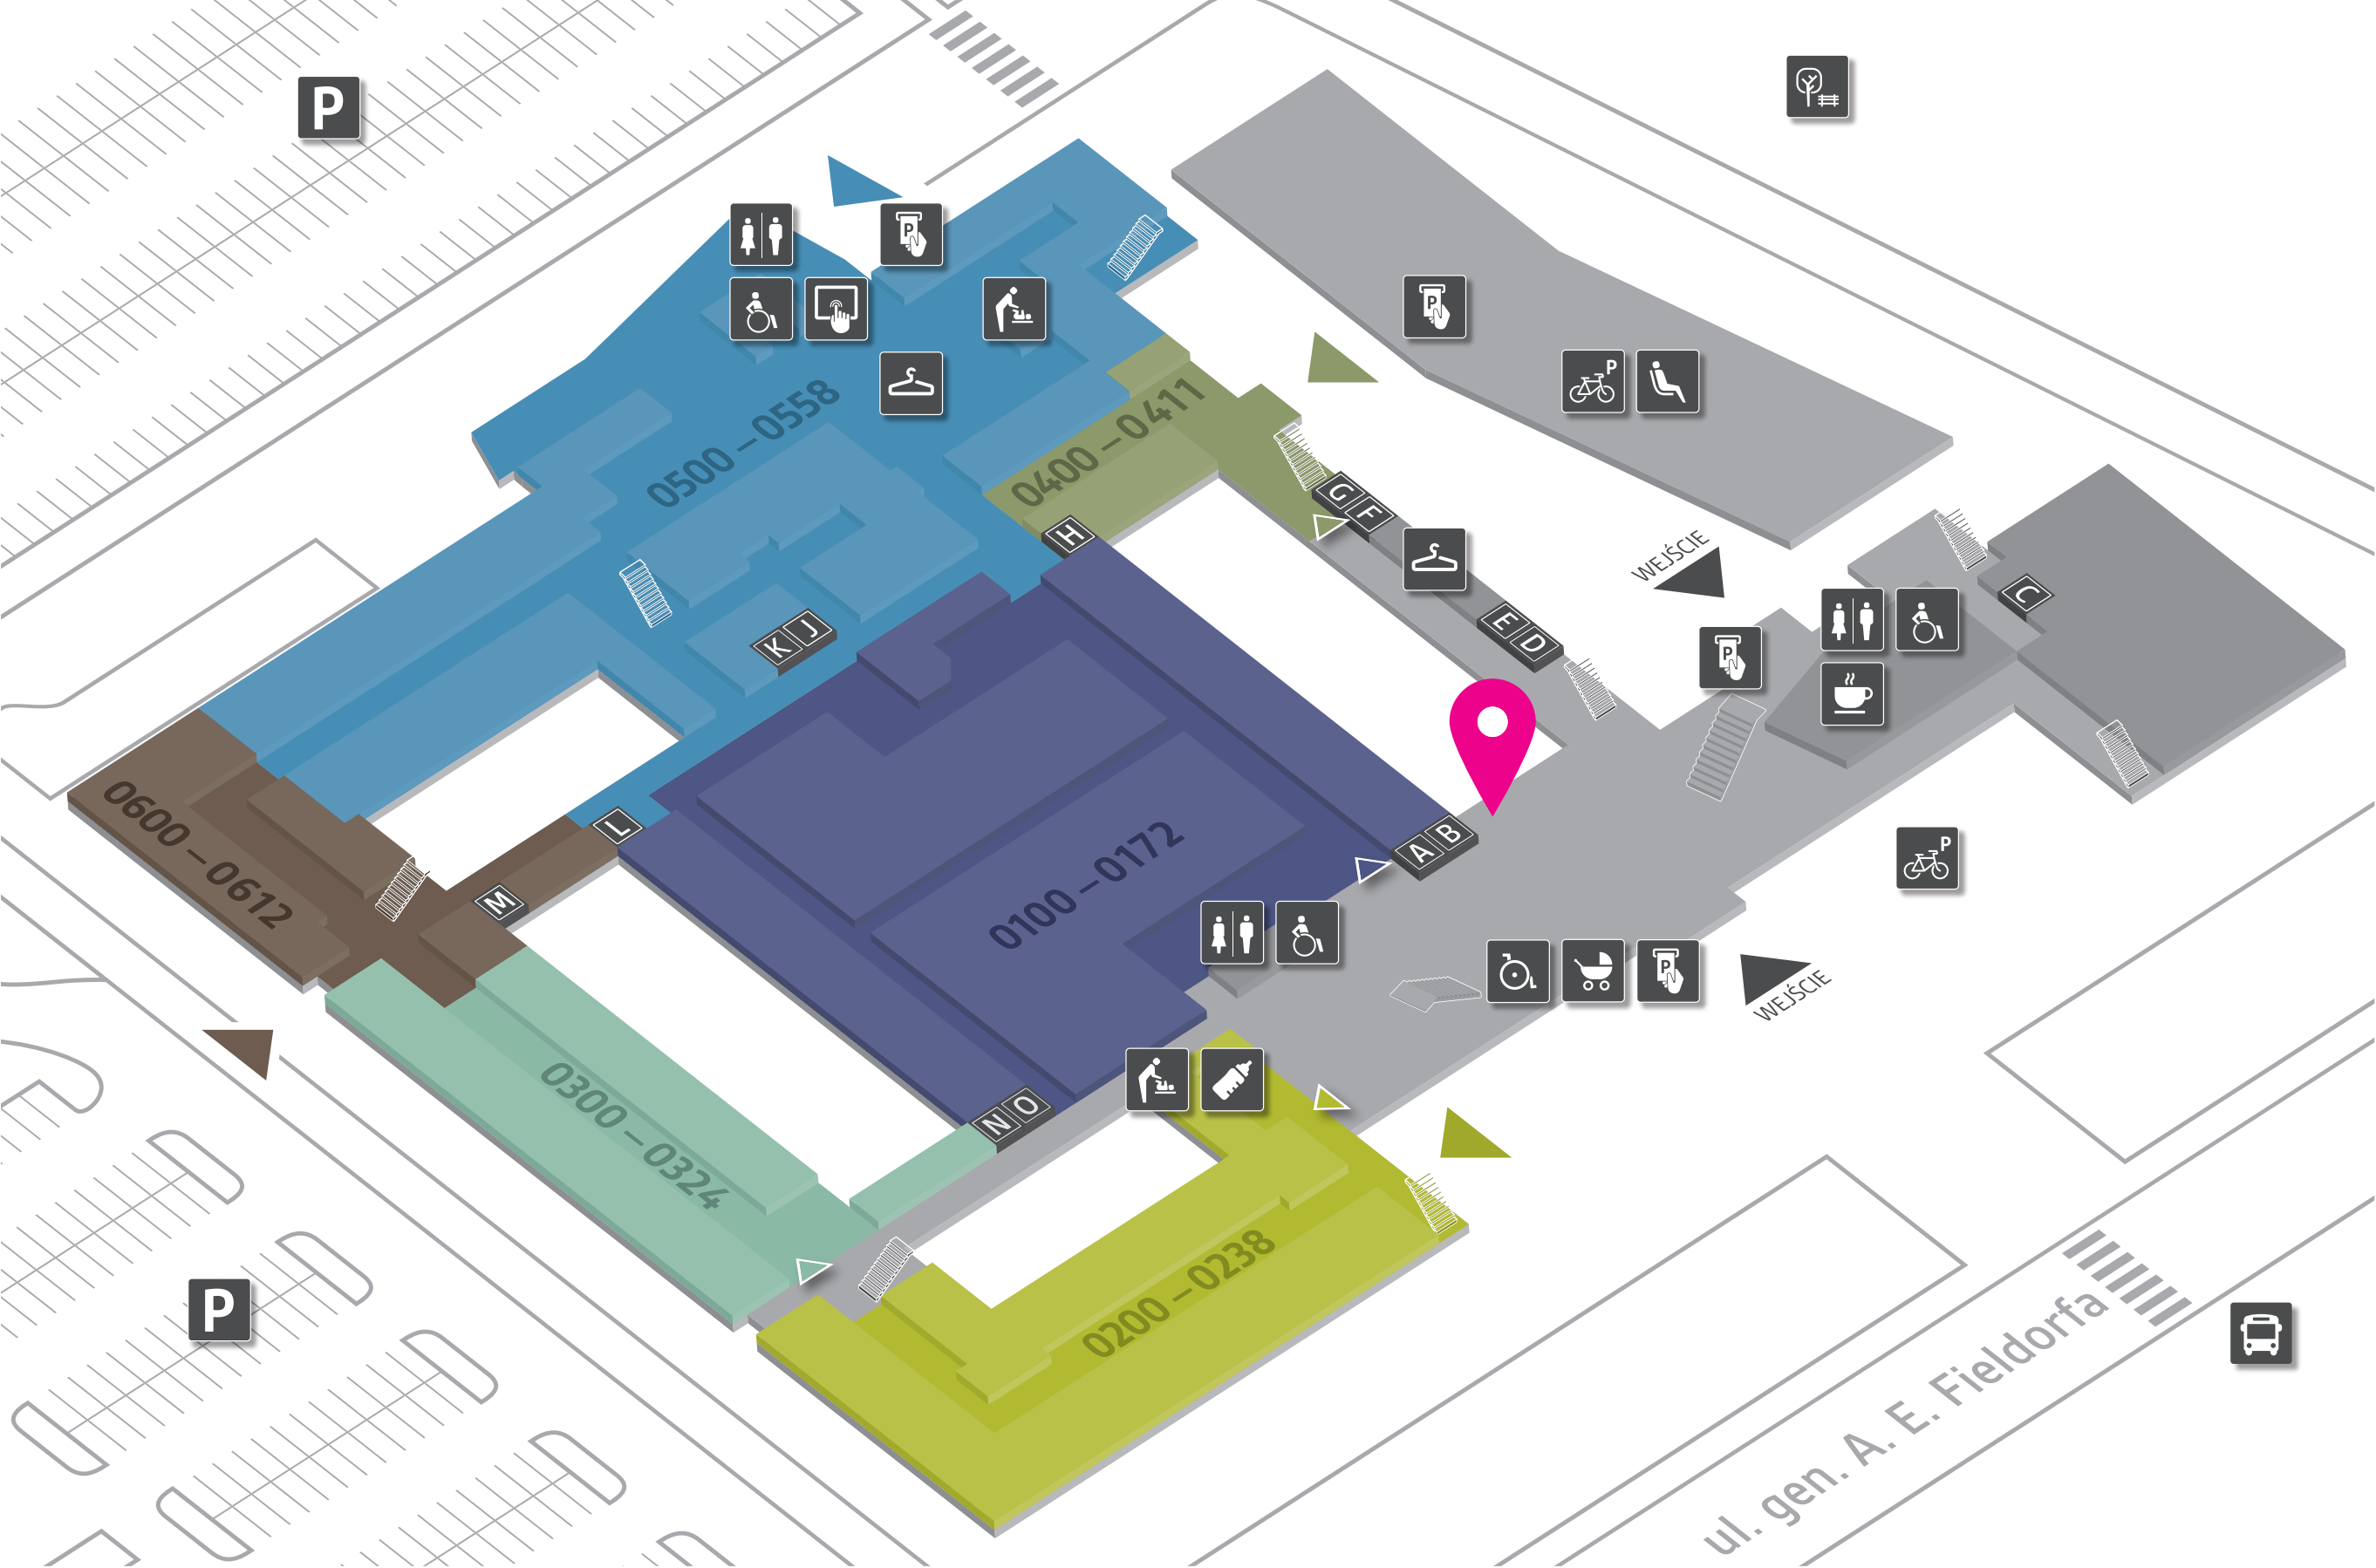 P
P
0500 – 0558
P
0400 – 0411
P
G
F
H
WEJŚCIE
C
E
D
K
J
P
0600 – 0612
L
B
A
P
M
0100 – 0172
P
WEJŚCIE
0300 – 0324
O
N
0200 – 0238
P
ul. gen. A. E. Fieldorfa